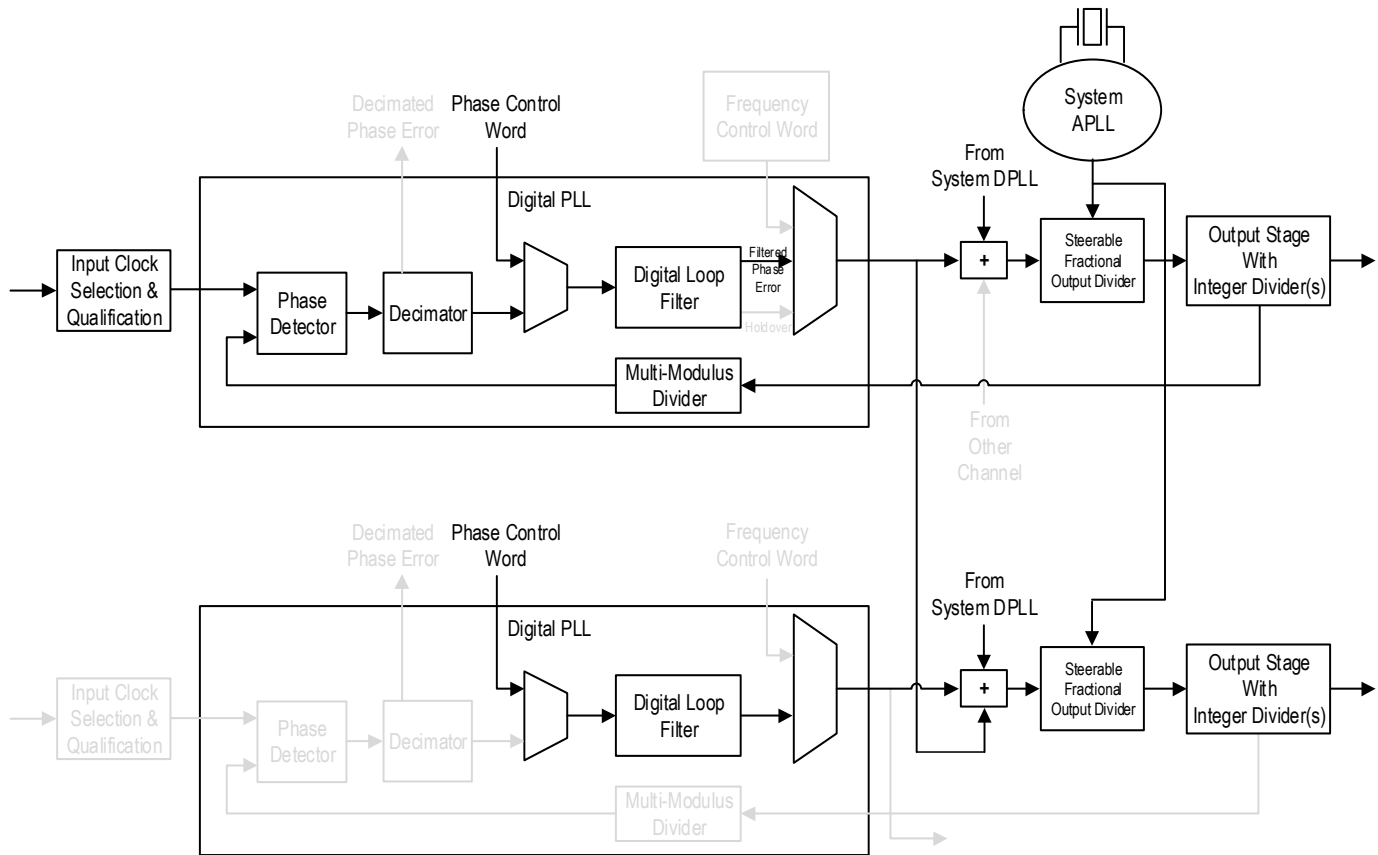 System
APLL
Decimated
Phase Error
Phase Control
Word
Frequency
Control Word
From
System DPLL
Digital PLL
Input Clock
Selection &
Qualification
Phase
Detector
Decimator
Digital Loop
Filter
Filtered
Phase
Error
Holdover
+
Steerable
Fractional
Output Divider
Output Stage
With
Integer Divider(s)
Multi-Modulus
Divider
From
Other
Channel
Decimated
Phase Error
Phase Control
Word
Frequency
Control Word
From
System DPLL
Digital PLL
Input Clock
Selection &
Qualification
Phase
Detector
Decimator
Digital Loop
Filter
+
Steerable
Fractional
Output Divider
Output Stage
With
Integer Divider(s)
Multi-Modulus
Divider